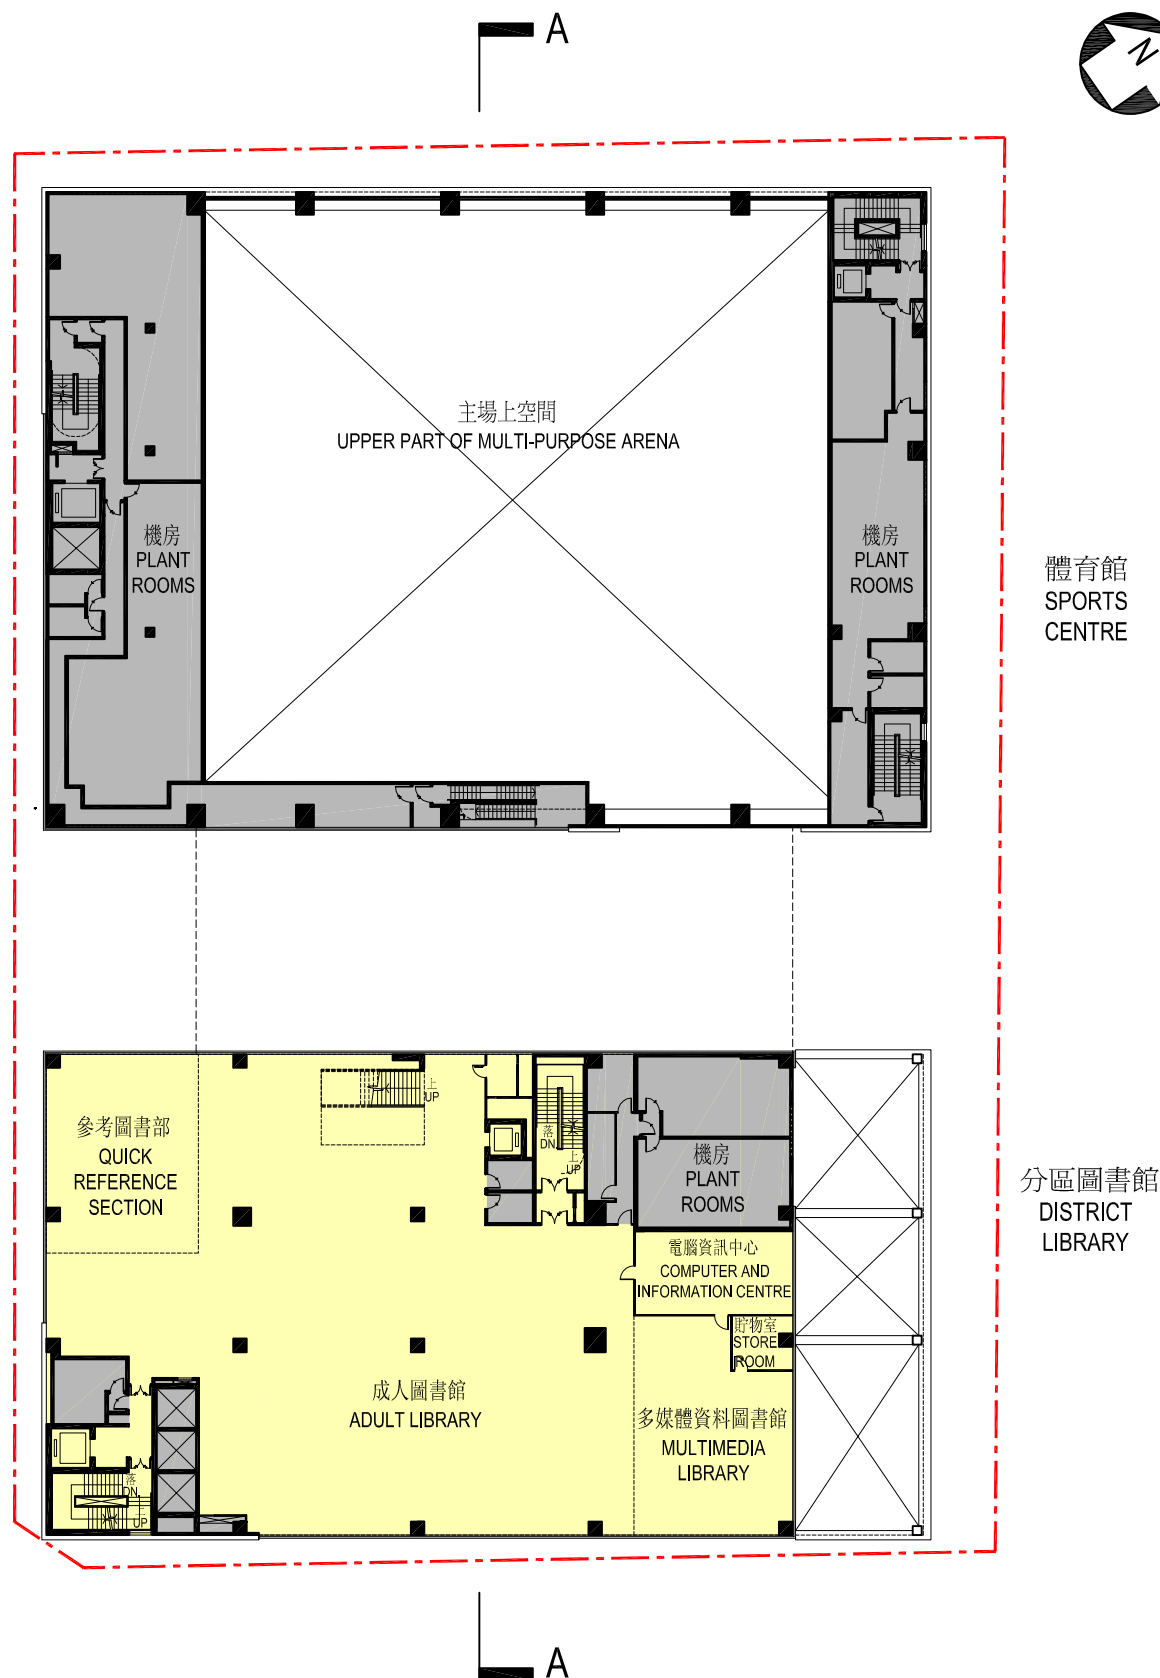 A
N
主場上空間
UPPER PART OF MULTI-PURPOSE ARENA
機房
PLANT
ROOMS
機房
PLANT
ROOMS
體育館
SPORTS
CENTRE
上
UP
參考圖書部
QUICK
REFERENCE
SECTION
落
DN
上
UP
機房
PLANT
ROOMS
分區圖書館
DISTRICT
LIBRARY
電腦資訊中心
COMPUTER AND
INFORMATION CENTRE
貯物室
STORE
ROOM
成人圖書館
ADULT LIBRARY
多媒體資料圖書館
MULTIMEDIA
LIBRARY
落
DN
上
UP
A